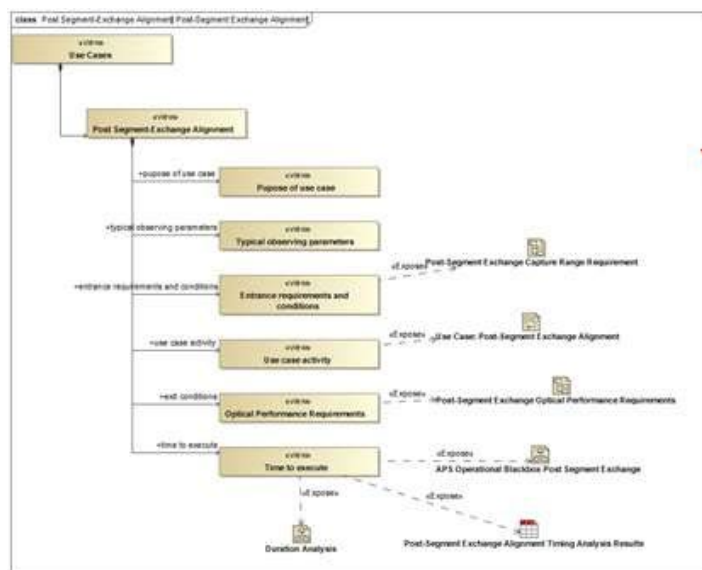 class Post Segment-Exchange Alignment[ Post-Segment Exchange Alignment]
«View»
Use Cases
«View»
Post Segment-Exchange Alignment
+pupose of use case
«View»
Pupose of use case
+typical observing parameters
«View»
Typical observing parameters
+entrance requirements and conditions
«View»
Entrance requirements and
conditions
«Expose»
Post-Segment Exchange Capture Range Requirement
+use case activity
«View»
Use case activity
«Expose»
Use Case: Post-Segment Exchange Alignment
+exit conditions
«View»
Optical Performance Requirements
«Expose»
Post-Segment Exchange Optical Performance Requirements
+time to execute
«View»
Time to execute
«Expose»
APS Operational Blackbox Post Segment Exchange
«Expose»
Duration Analysis
«Expose»
Post-Segment Exchange Alignment Timing Analysis Results